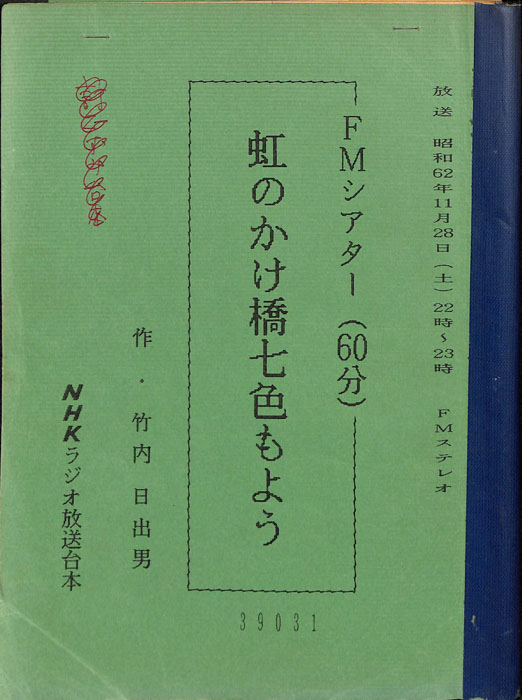 放送 昭和62年11月28日(土)22時~23時 FMステレオ
FMシアター(60分)
虹のかけ橋七色もよう
作・竹内日出男
NHKラジオ放送台本
39031